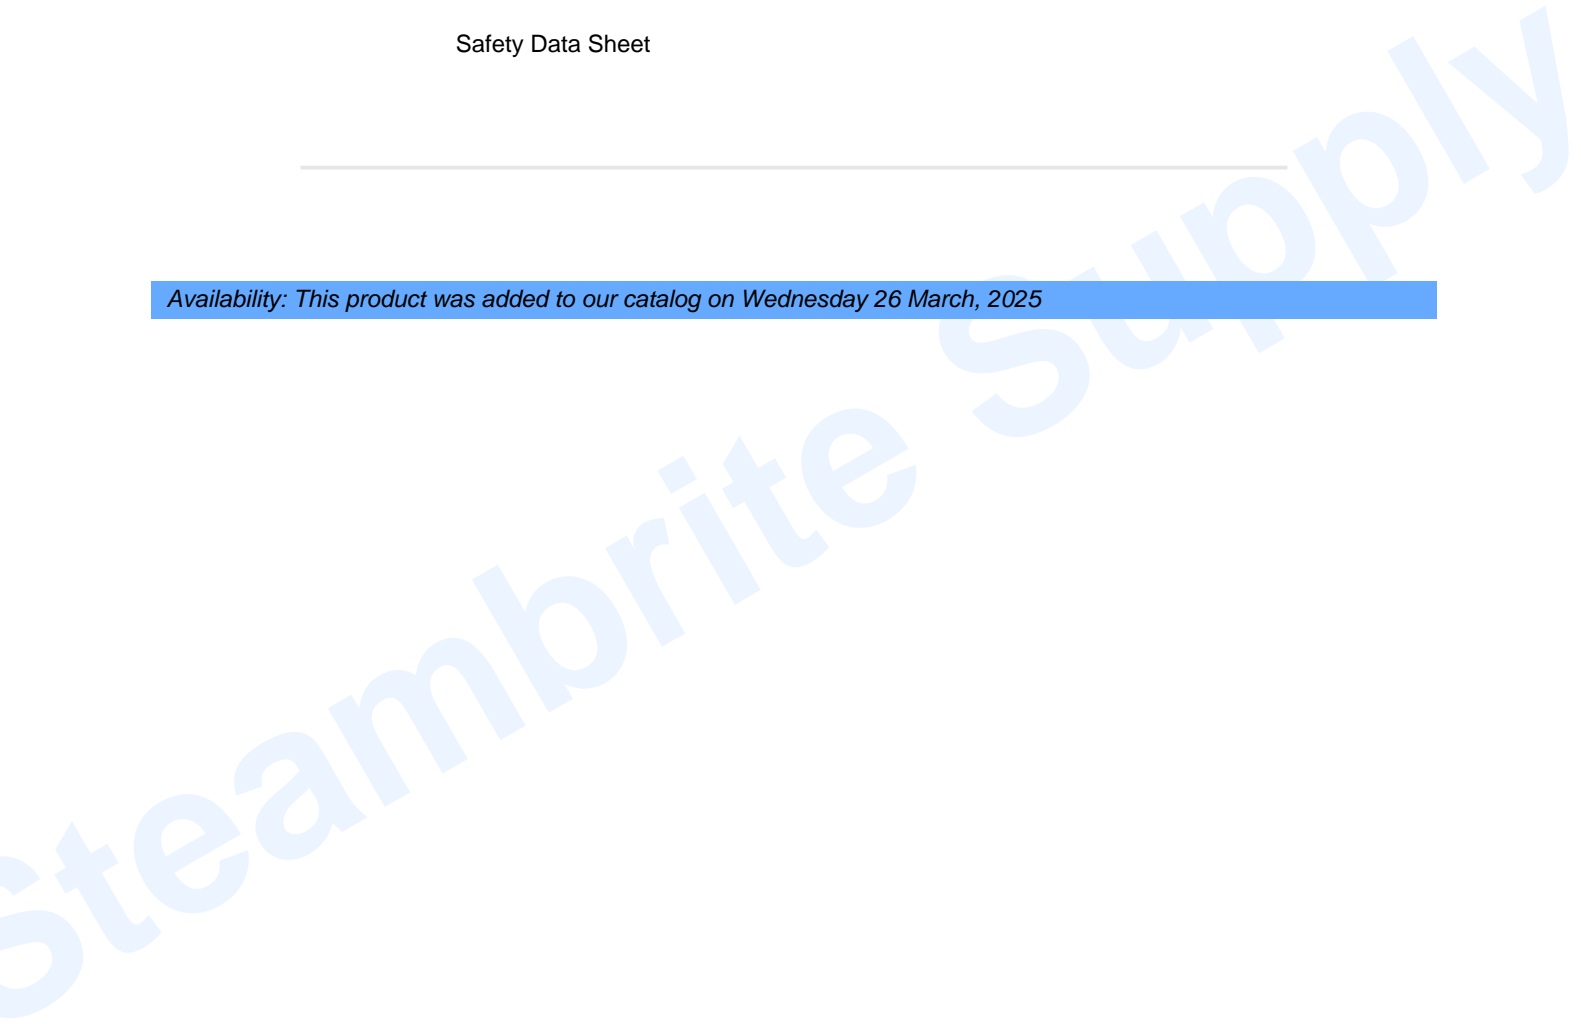 Safety Data Sheet
Availability: This product was added to our catalog on Wednesday 26 March, 2025
Steambrite Supply